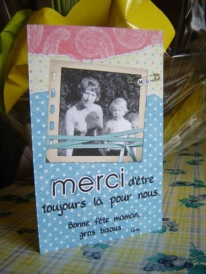 merci d'être
toujours là pour nous.
Bonne fête maman,
gros bisous.